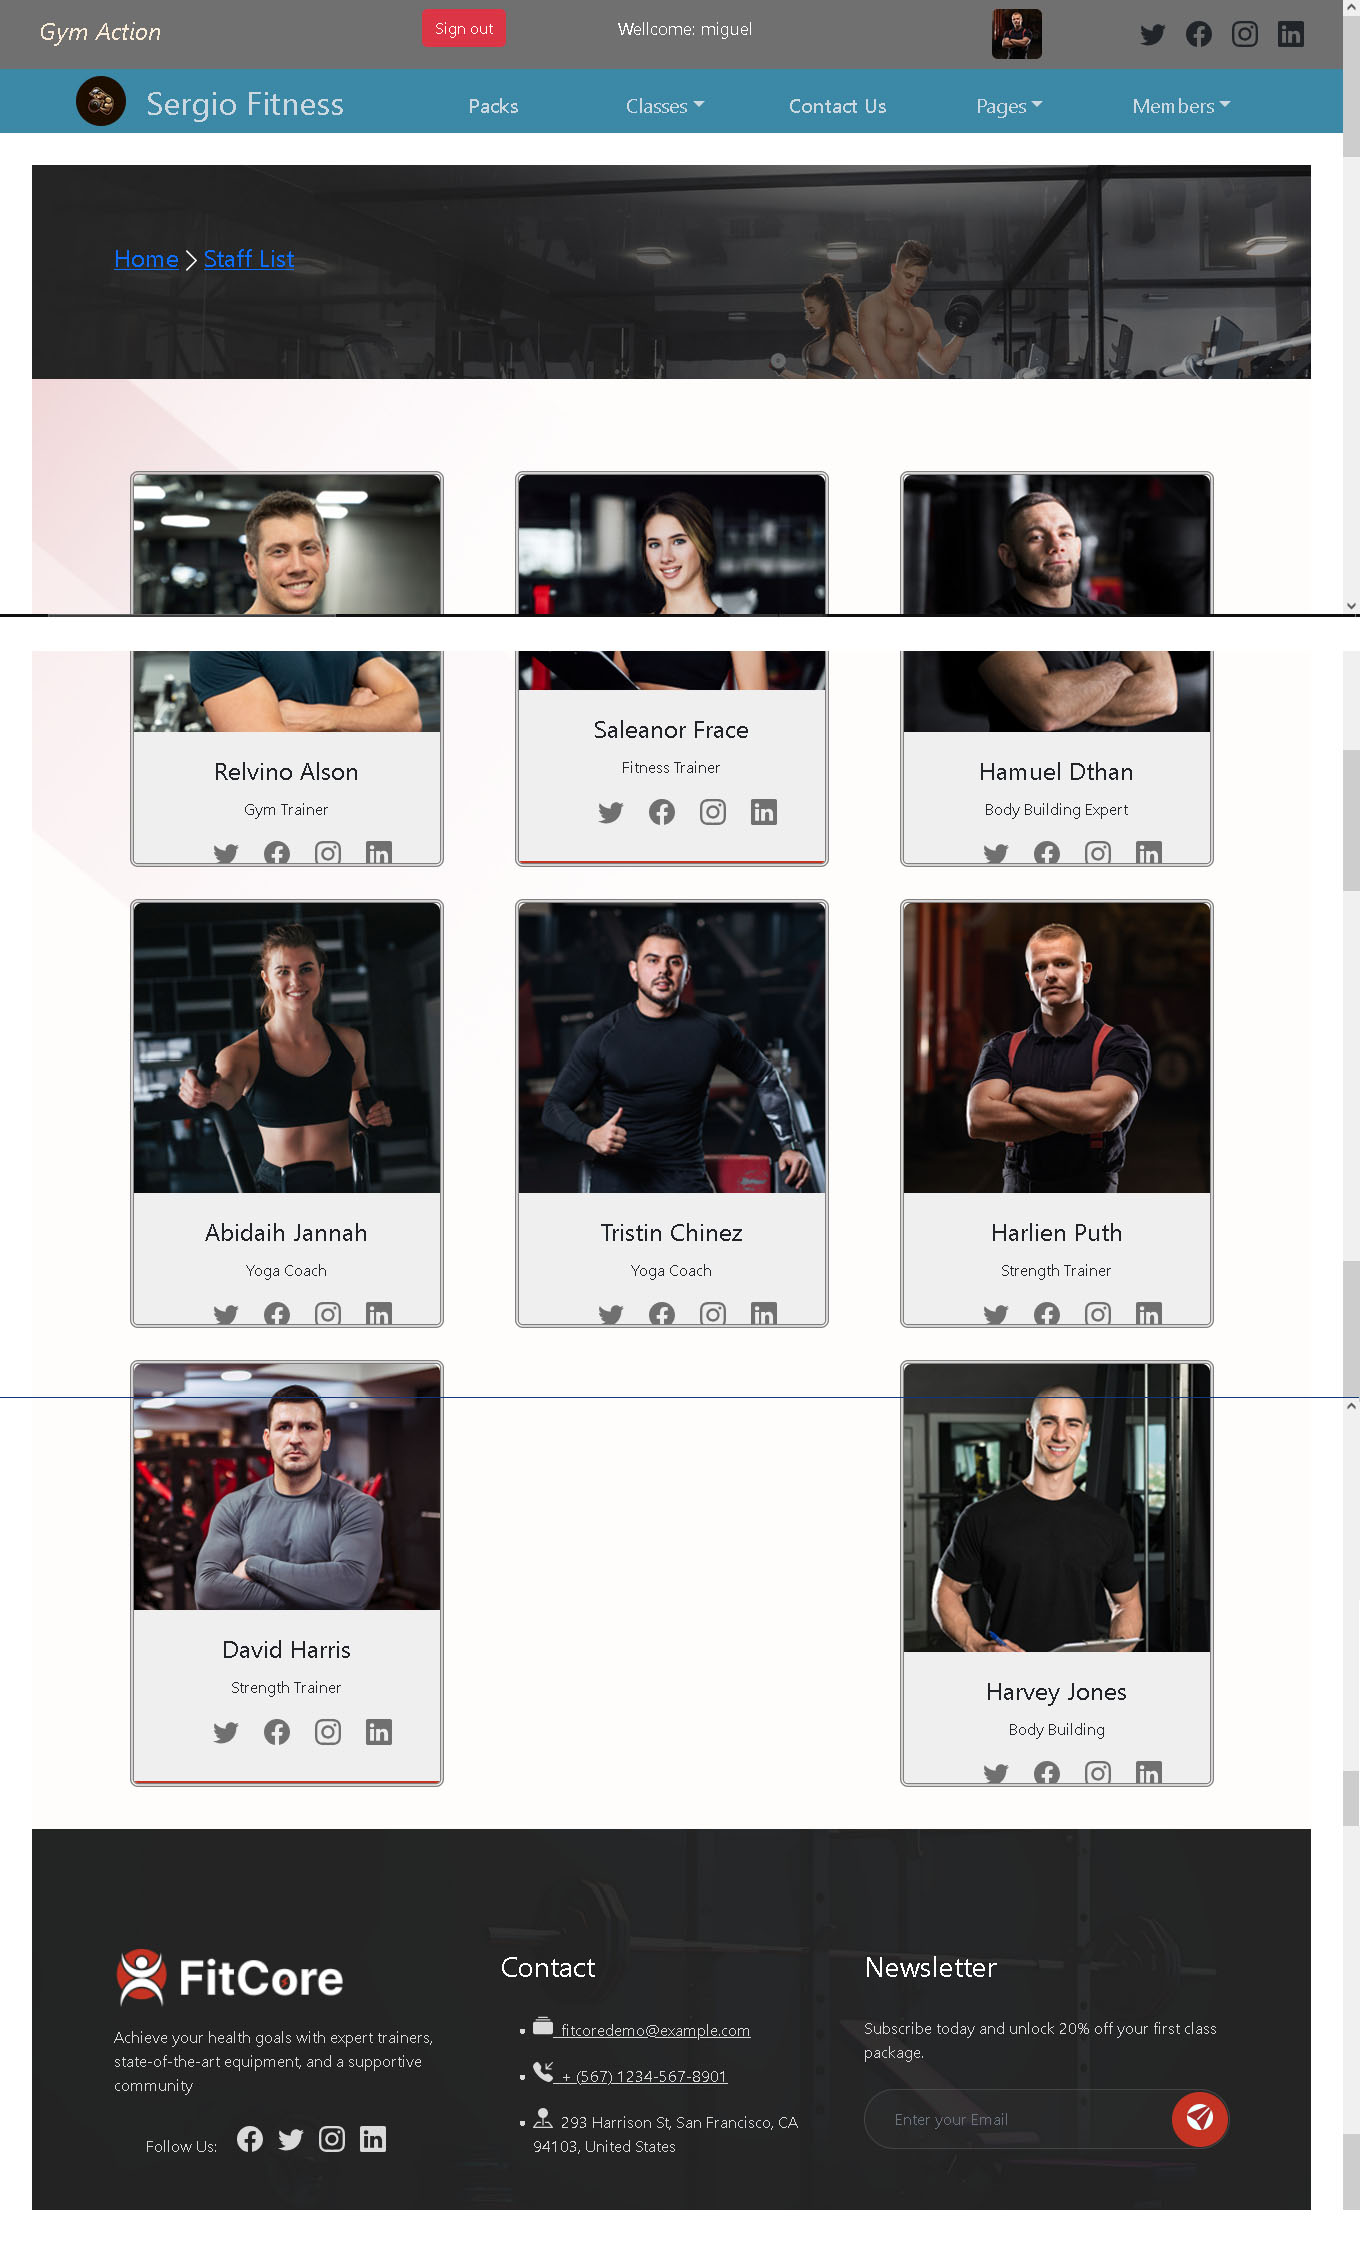 Gym Action
Sign out
Wellcome: miguel
Sergio Fitness
Packs
Classes
Contact Us
Pages
Members
Home > Staff List
Saleanor Frace
Fitness Trainer
Relvino Alson
Gym Trainer
Hamuel Dthan
Body Building Expert
Abidaih Jannah
Yoga Coach
Tristin Chinez
Yoga Coach
Harlien Puth
Strength Trainer
David Harris
Strength Trainer
Harvey Jones
Body Building
FitCore
Achieve your health goals with expert trainers,
state-of-the-art equipment, and a supportive
community
Follow Us:
Contact
fitcoredemo@example.com
+ (567) 1234-567-8901
293 Harrison St, San Francisco, CA
94103, United States
Newsletter
Subscribe today and unlock 20% off your first class
package.
Enter your Email